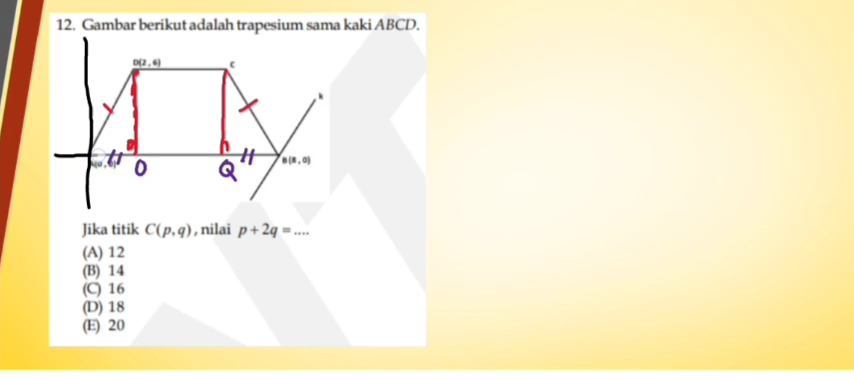 12. Gambar berikut adalah trapesium sama kaki ABCD.
D(2, 6)
C
k
B(8, 0)
O
Q
Jika titik C(p,q), nilai p + 2q = ....
(A) 12
(B) 14
(C) 16
(D) 18
(E) 20